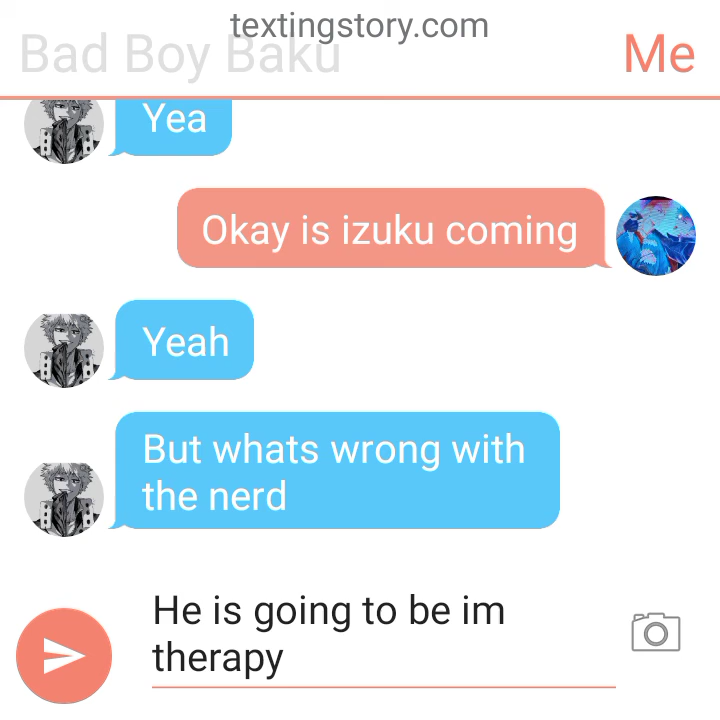 textingstory.com
Bad Boy Baku
Me
Yea
Okay is izuku coming
Yeah
But whats wrong with
the nerd
He is going to be im
therapy